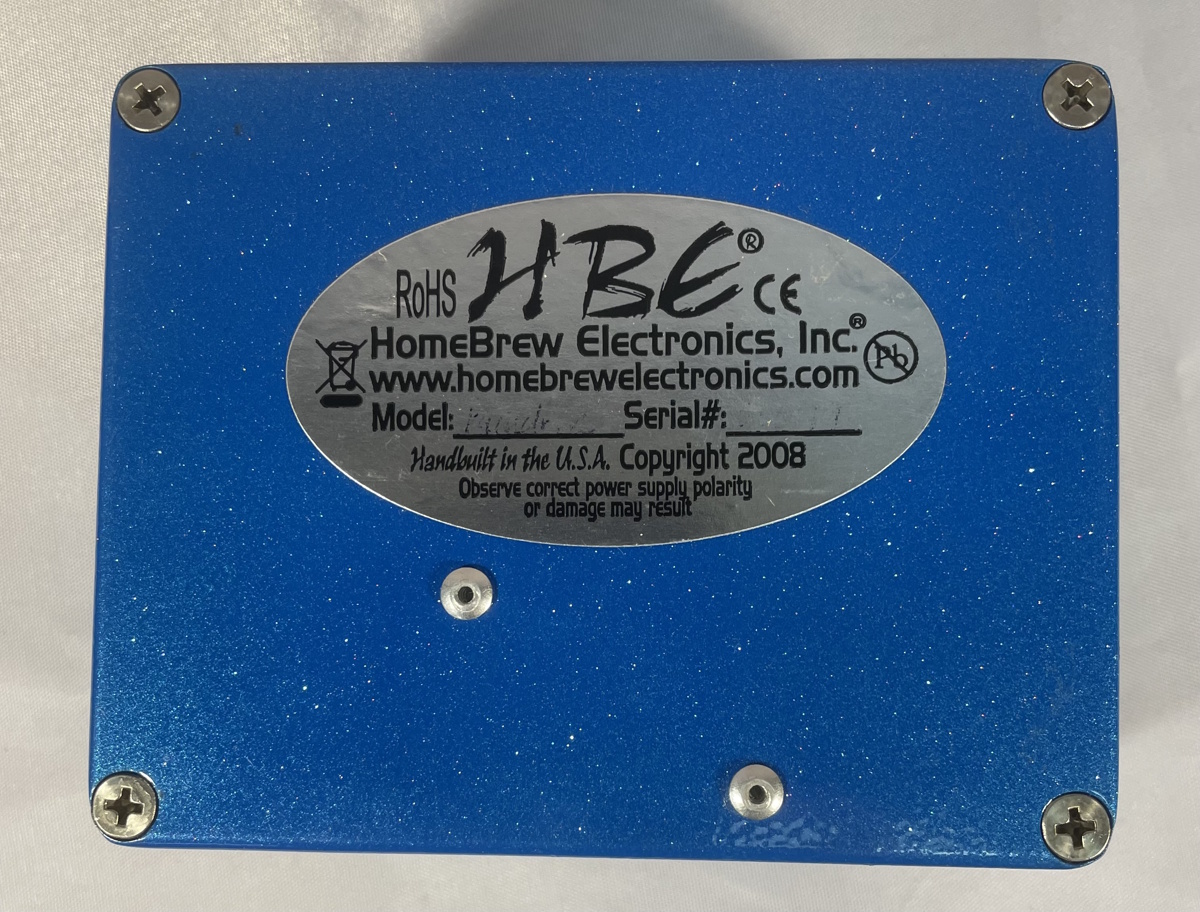 RoHS HBE® CE
HomeBrew Electronics, Inc.®
Pb
www.homebrewelectronics.com
Model: Serial#:
Handbuilt in the U.S.A. Copyright 2008
Observe correct power supply polarity
or damage may result